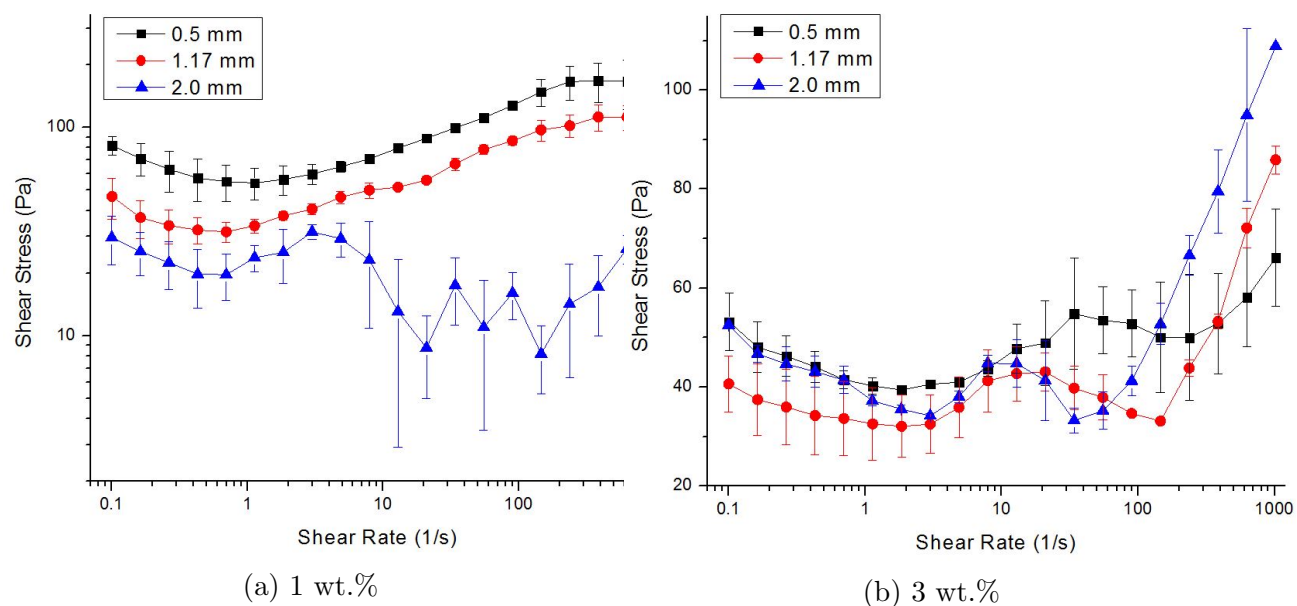 0.5 mm
1.17 mm
2.0 mm
100
10
Shear Stress (Pa)
0.1 1 10 100
Shear Rate (1/s)
(a) 1 wt.%
0.5 mm
1.17 mm
2.0 mm
100
80
60
40
20
Shear Stress (Pa)
0.1 1 10 100 1000
Shear Rate (1/s)
(b) 3 wt.%